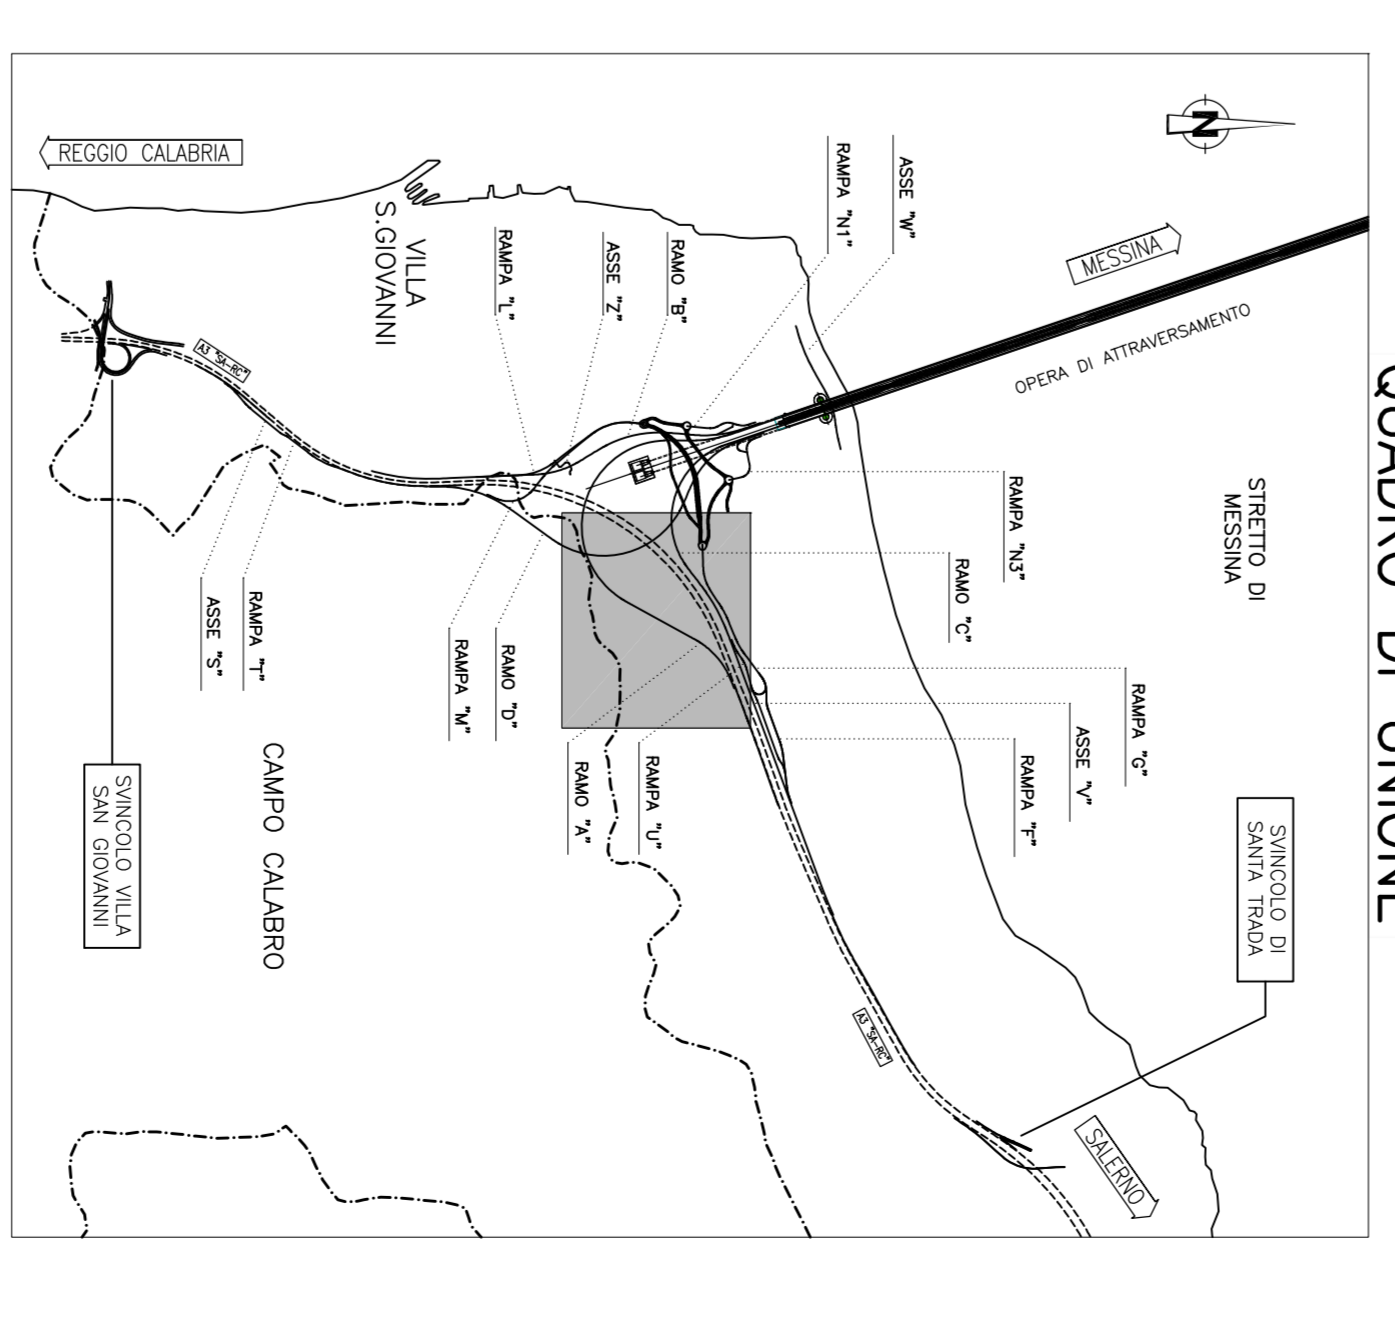 QUADRO DI UNIONE
N
REGGIO CALABRIA
MESSINA
OPERA DI ATTRAVERSAMENTO
STRETTO DI
MESSINA
VILLA
S.GIOVANNI
RAMPA "L"
ASSE "Z"
RAMO "B"
RAMPA "N1"
ASSE "W"
A3 "SA-RC"
RAMPA "N3"
RAMO "C"
RAMPA "G"
ASSE "V"
RAMPA "F"
ASSE "S"
RAMPA "T"
RAMPA "M"
RAMO "D"
RAMO "A"
RAMPA "U"
SVINCOLO VILLA
SAN GIOVANNI
CAMPO CALABRO
SVINCOLO DI
SANTA TRADA
A3 "SA-RC"
SALERNO